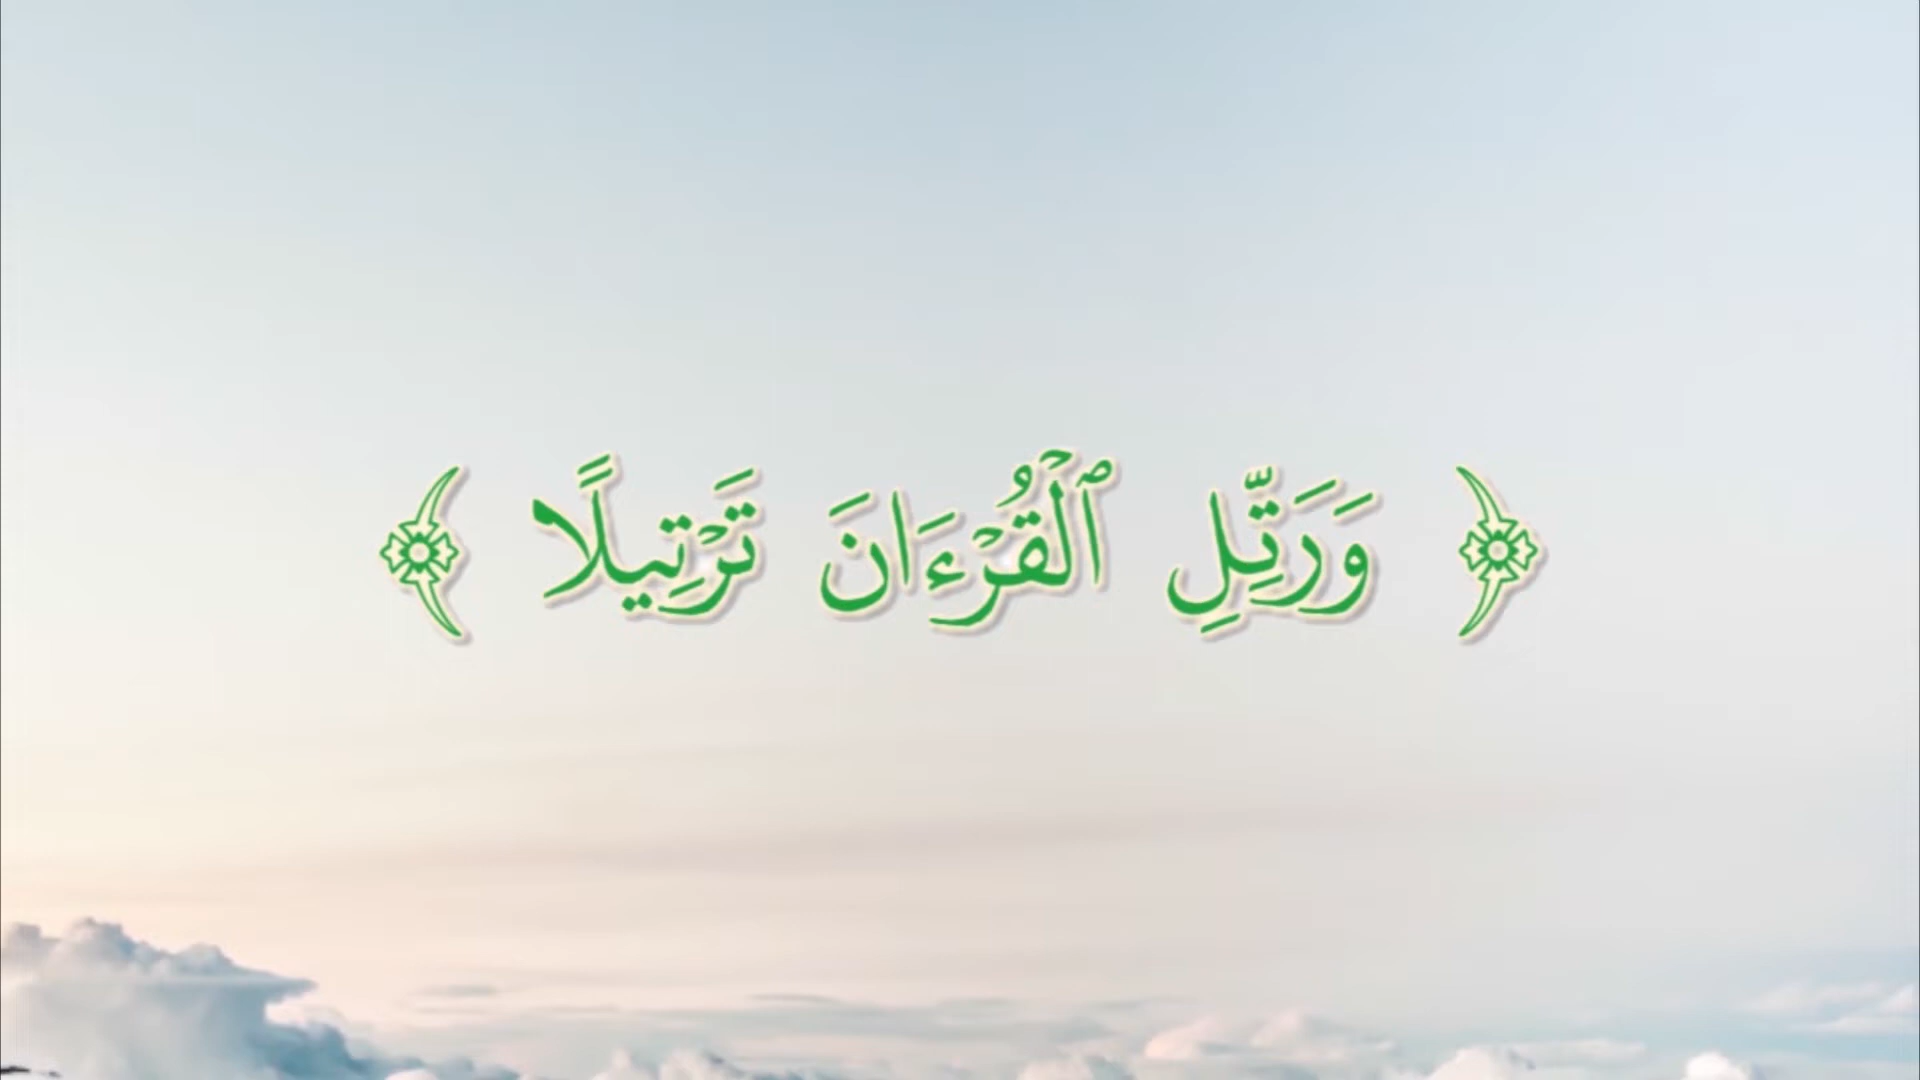 ﴿ وَرَتِّلِ ٱلْقُرْءَانَ تَرْتِيلًا ﴾